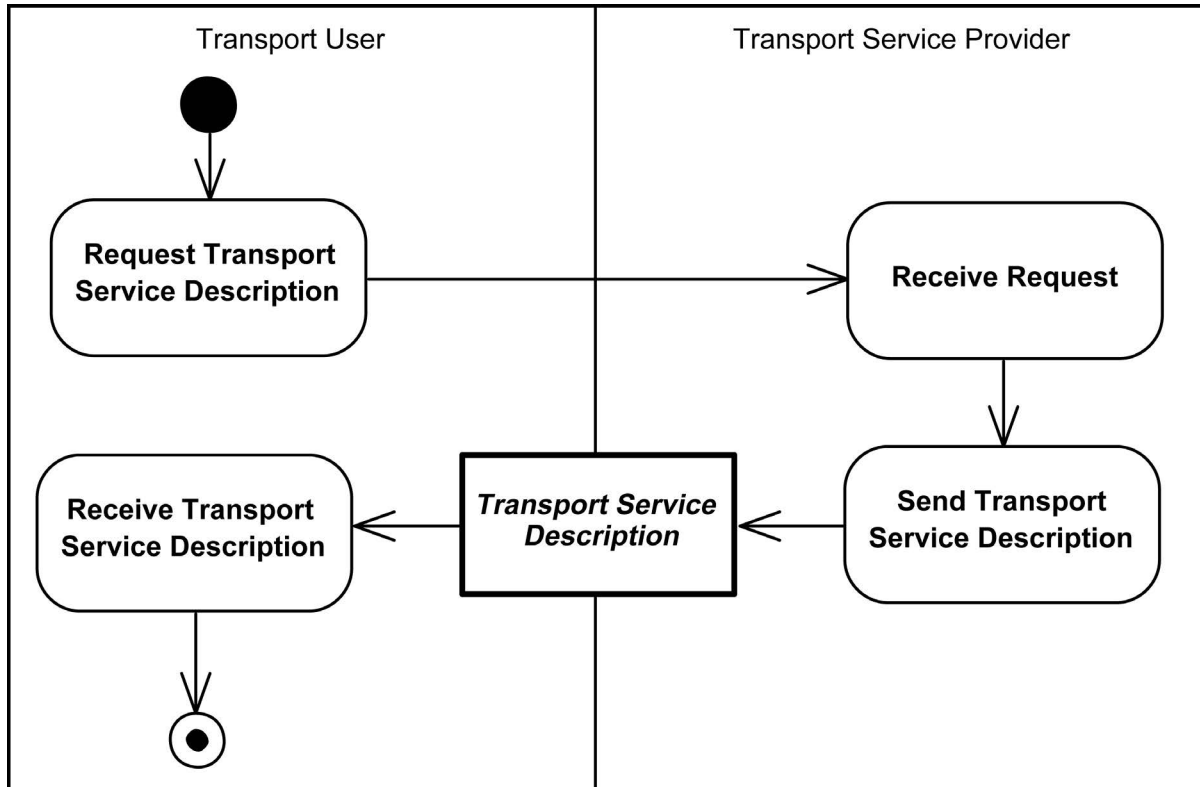 Transport User
Transport Service Provider
Request Transport
Service Description
Receive Request
Receive Transport
Service Description
Transport Service
Description
Send Transport
Service Description